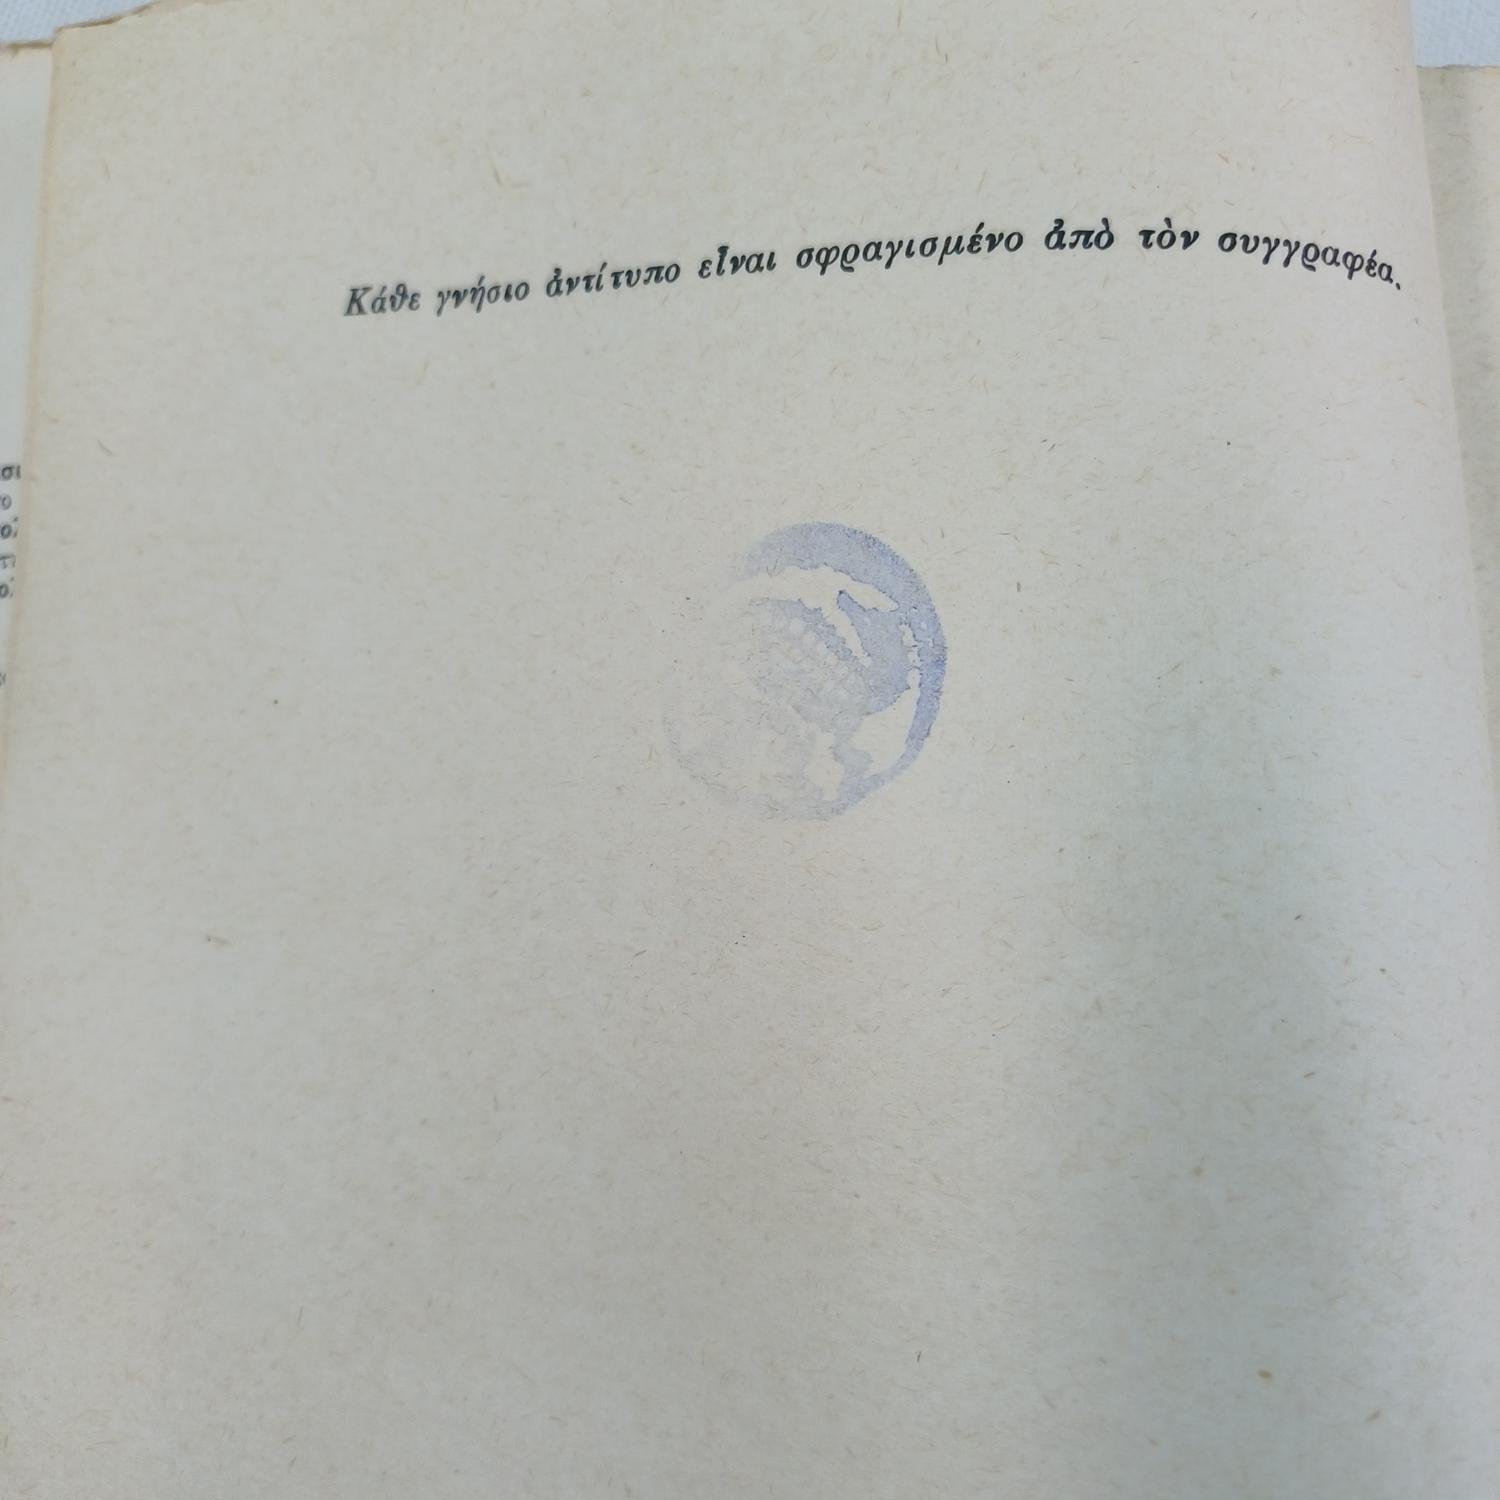 Κάθε γνήσιο ἀντίτυπο εἶναι σφραγισμένο ἀπὸ τὸν συγγραφέα.